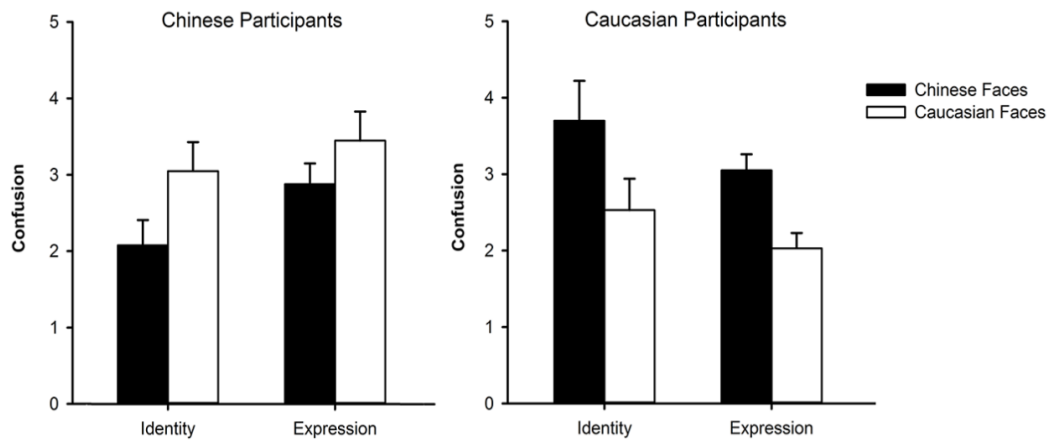 Chinese Participants
5
4
3
2
1
0
Confusion
Identity
Expression
Caucasian Participants
5
4
3
2
1
0
Confusion
Identity
Expression
Chinese Faces
Caucasian Faces